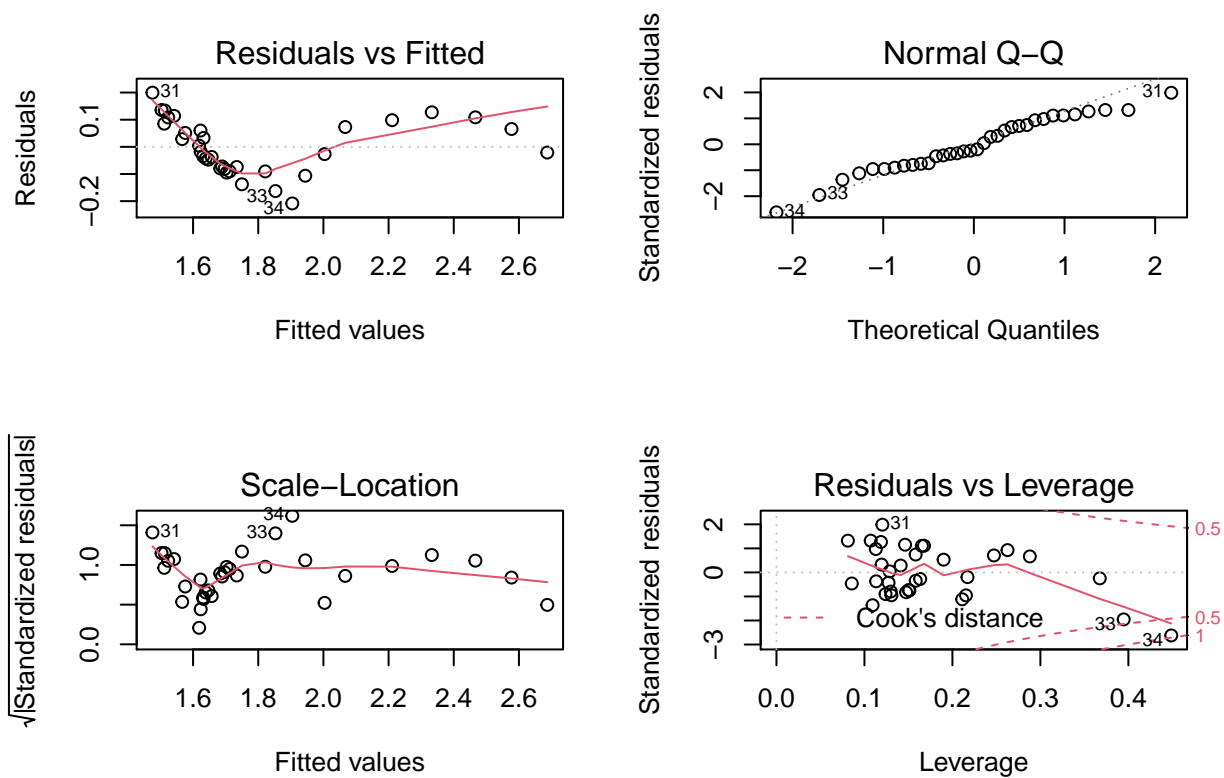 Residuals vs Fitted
Residuals
0.1
−0.2
31
33
34
1.6 1.8 2.0 2.2 2.4 2.6
Fitted values
Normal Q−Q
Standardized residuals
2
0
−2
31
33
34
−2 −1 0 1 2
Theoretical Quantiles
Scale−Location
√|Standardized residuals|
1.0
0.0
31
33
34
1.6 1.8 2.0 2.2 2.4 2.6
Fitted values
Residuals vs Leverage
Standardized residuals
2
0
−3
31
33
34
0.5
0.5
1
Cook's distance
0.0 0.1 0.2 0.3 0.4
Leverage